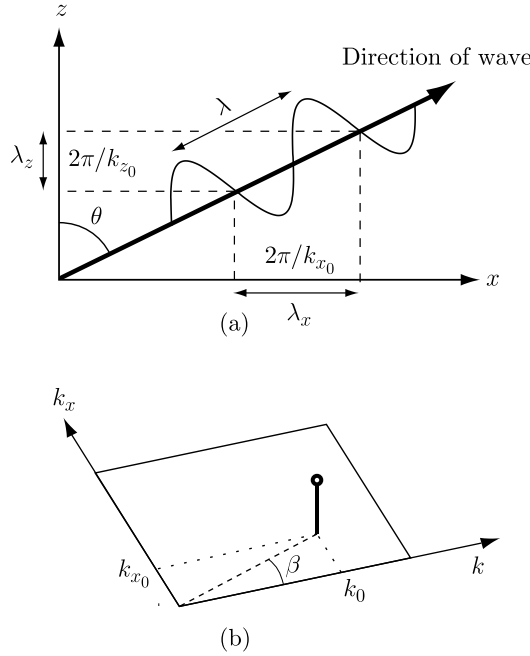 z
Direction of wave
λ
λ_z
2π/k_{z_0}
θ
2π/k_{x_0}
x
λ_x
(a)
k_x
k_{x_0}
β
k_0
k
(b)